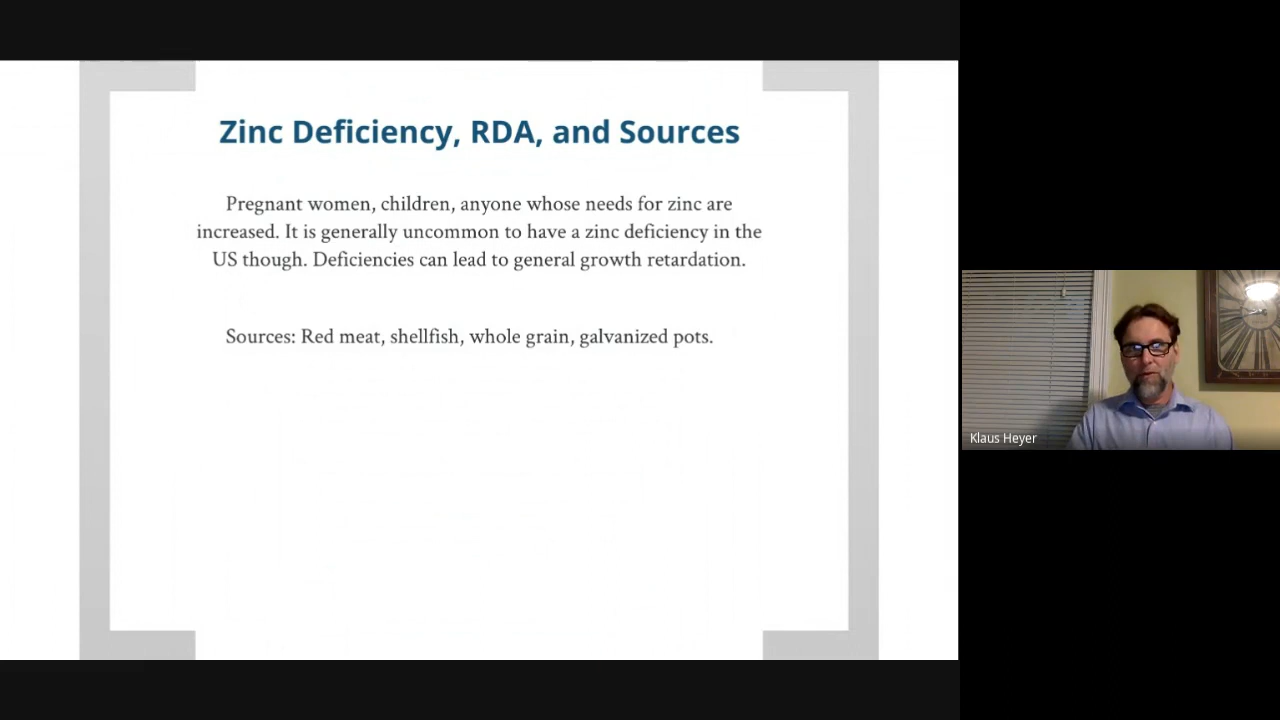 Zinc Deficiency, RDA, and Sources
Pregnant women, children, anyone whose needs for zinc are
increased. It is generally uncommon to have a zinc deficiency in the
US though. Deficiencies can lead to general growth retardation.
Sources: Red meat, shellfish, whole grain, galvanized pots.
Klaus Heyer